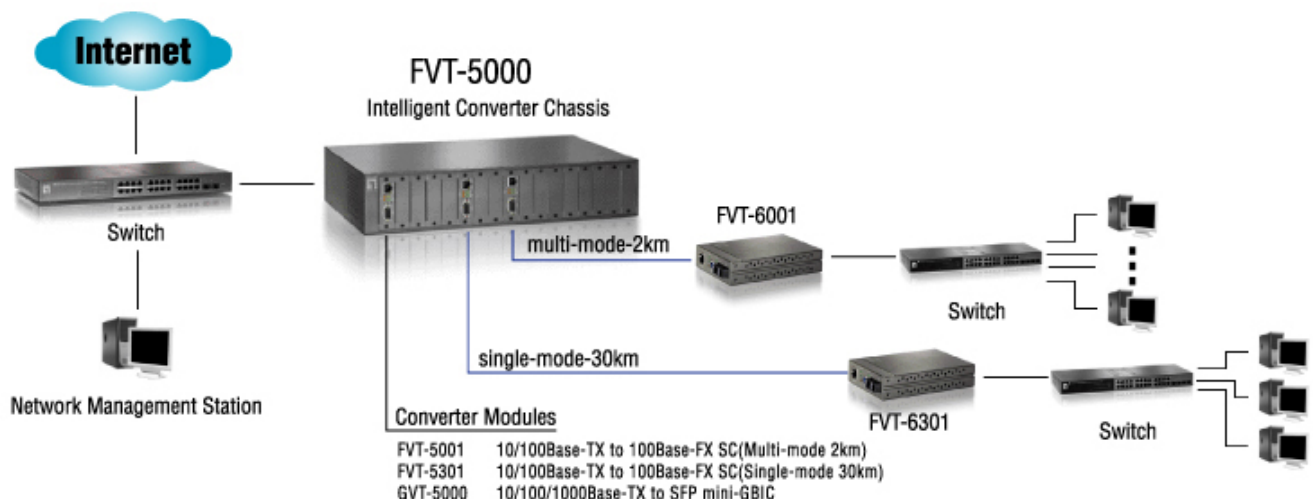 Internet
FVT-5000
Intelligent Converter Chassis
Switch
Network Management Station
multi-mode-2km
FVT-6001
Switch
single-mode-30km
FVT-6301
Switch
Converter Modules
FVT-5001 10/100Base-TX to 100Base-FX SC(Multi-mode 2km)
FVT-5301 10/100Base-TX to 100Base-FX SC(Single-mode 30km)
GVT-5000 10/100/1000Base-TX to SFP mini-GBIC